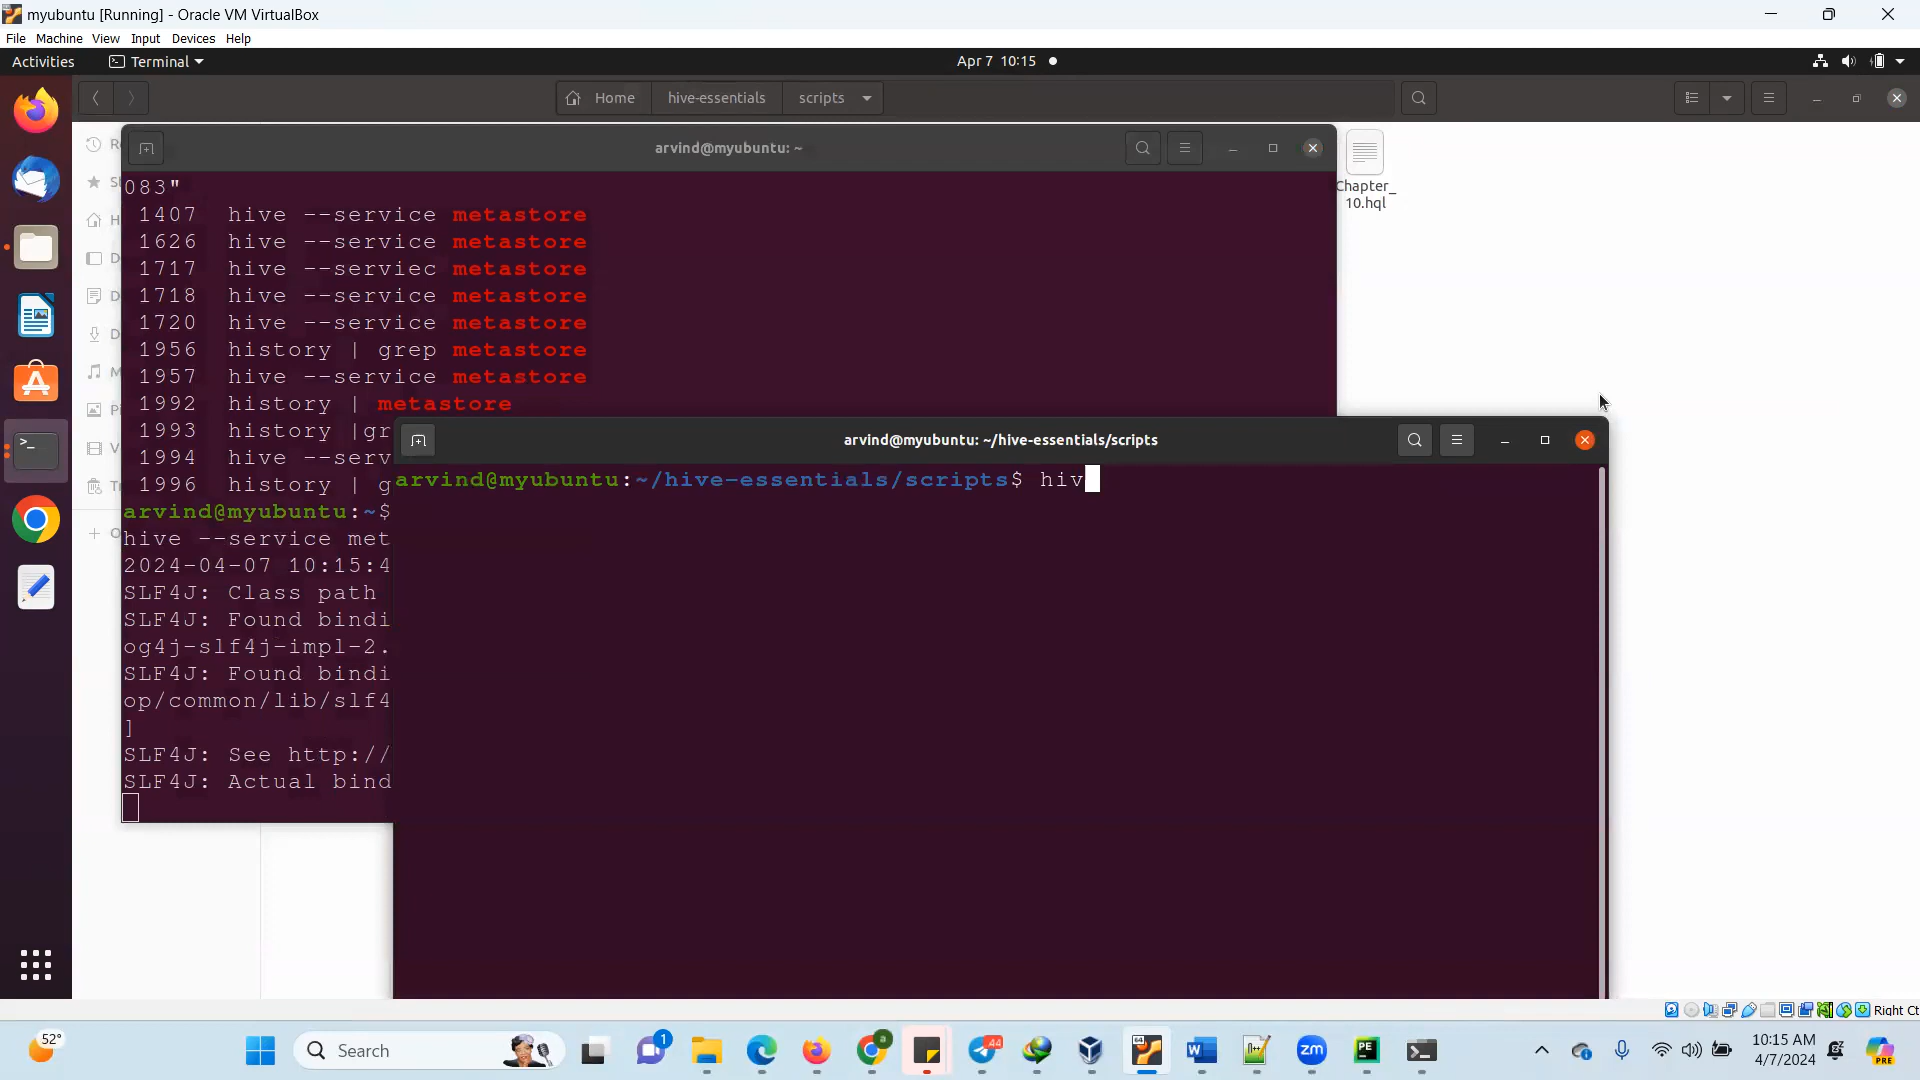 myubuntu [Running] - Oracle VM VirtualBox
File Machine View Input Devices Help
Activities Terminal Apr 7 10:15
Home hive-essentials scripts
arvind@myubuntu: ~
Chapter_
10.hql
083"
1407 hive --service metastore
1626 hive --service metastore
1717 hive --serviec metastore
1718 hive --service metastore
1720 hive --service metastore
1956 history | grep metastore
1957 hive --service metastore
1992 history | metastore
1993 history |gr
1994 hive --serv
1996 history | g
arvind@myubuntu:~$
hive --service met
2024-04-07 10:15:4
SLF4J: Class path
SLF4J: Found bindi
og4j-slf4j-impl-2.
SLF4J: Found bindi
op/common/lib/slf4
]
SLF4J: See http://
SLF4J: Actual bind
arvind@myubuntu: ~/hive-essentials/scripts
arvind@myubuntu:~/hive-essentials/scripts$ hiv
Right Ct
52°
Search
1
44
10:15 AM
4/7/2024